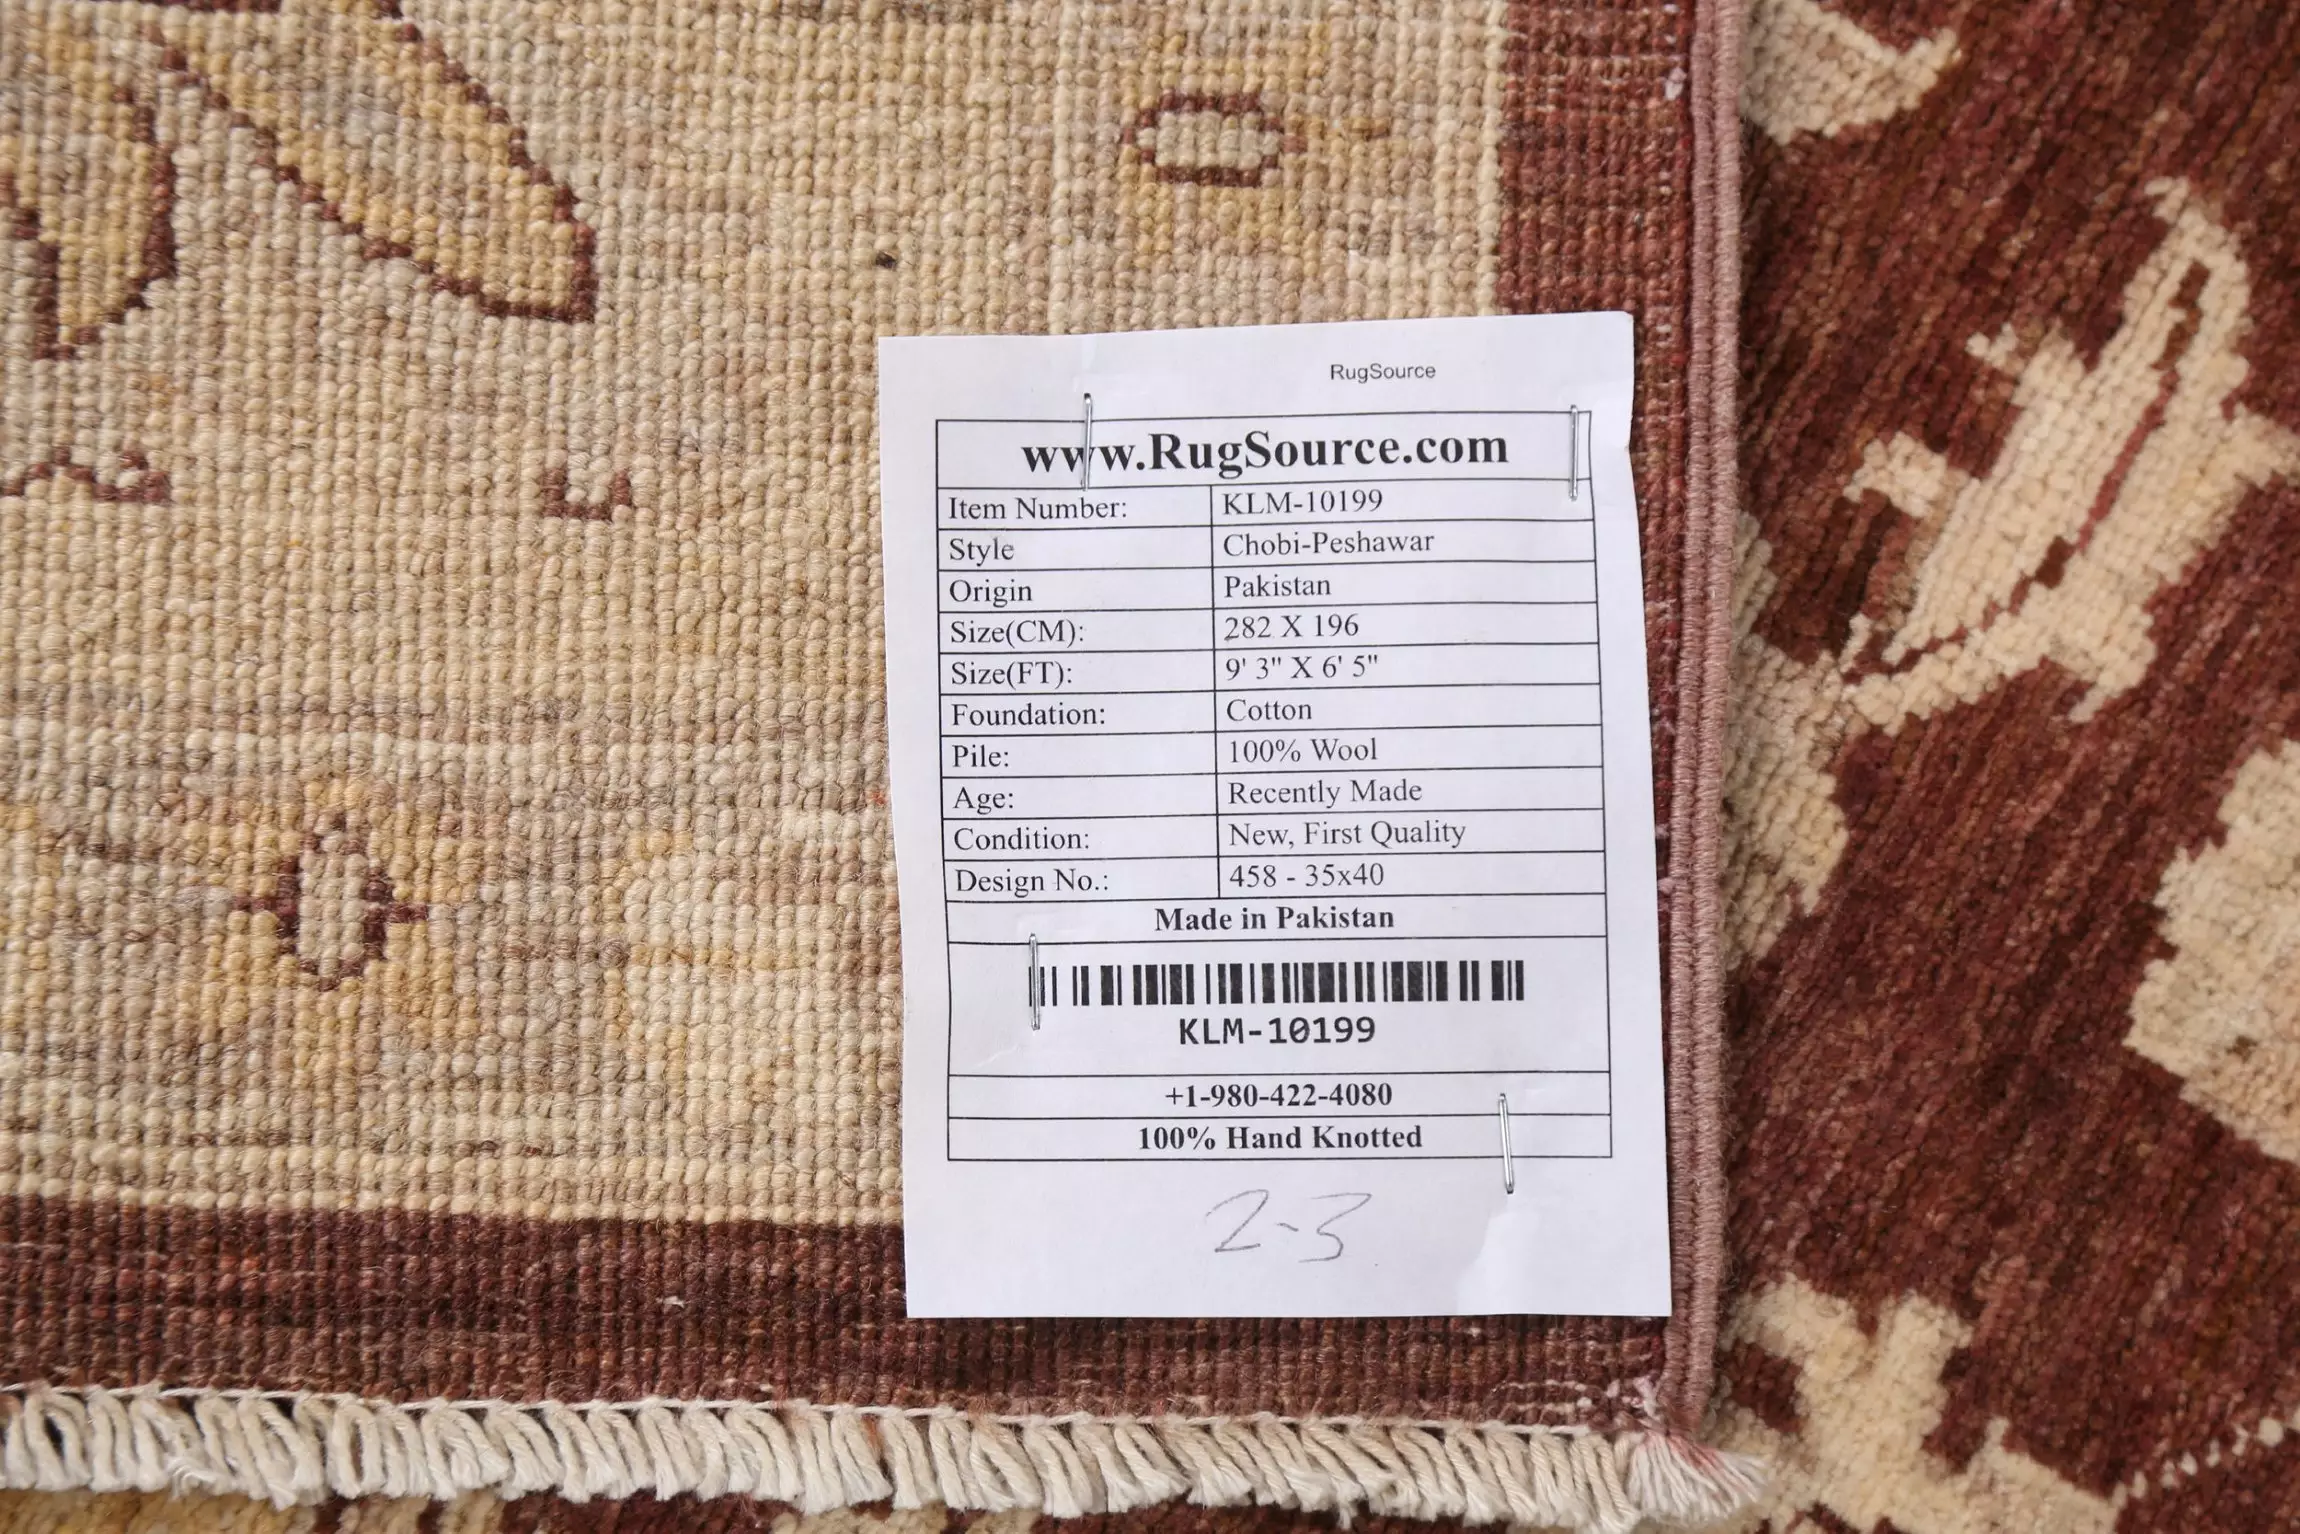 RugSource
www.RugSource.com
Item Number: KLM-10199
Style Chobi-Peshawar
Origin Pakistan
Size(CM): 282 X 196
Size(FT): 9' 3" X 6' 5"
Foundation: Cotton
Pile: 100% Wool
Age: Recently Made
Condition: New, First Quality
Design No.: 458 - 35x40
Made in Pakistan
KLM-10199
+1-980-422-4080
100% Hand Knotted
2-3